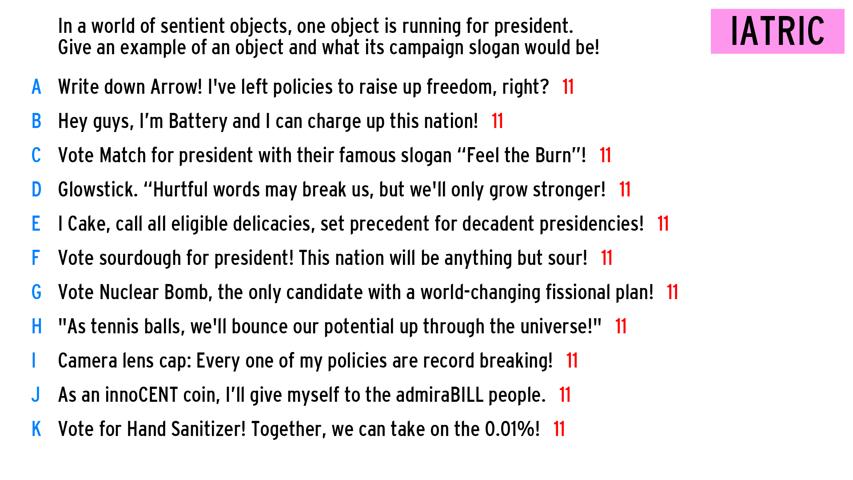 In a world of sentient objects, one object is running for president.
Give an example of an object and what its campaign slogan would be!
IATRIC
A Write down Arrow! I've left policies to raise up freedom, right? 11
B Hey guys, I'm Battery and I can charge up this nation! 11
C Vote Match for president with their famous slogan “Feel the Burn”! 11
D Glowstick. “Hurtful words may break us, but we'll only grow stronger! 11
E I Cake, call all eligible delicacies, set precedent for decadent presidencies! 11
F Vote sourdough for president! This nation will be anything but sour! 11
G Vote Nuclear Bomb, the only candidate with a world-changing fissional plan! 11
H "As tennis balls, we'll bounce our potential up through the universe!" 11
I Camera lens cap: Every one of my policies are record breaking! 11
J As an innoCENT coin, I'll give myself to the admiraBILL people. 11
K Vote for Hand Sanitizer! Together, we can take on the 0.01%! 11